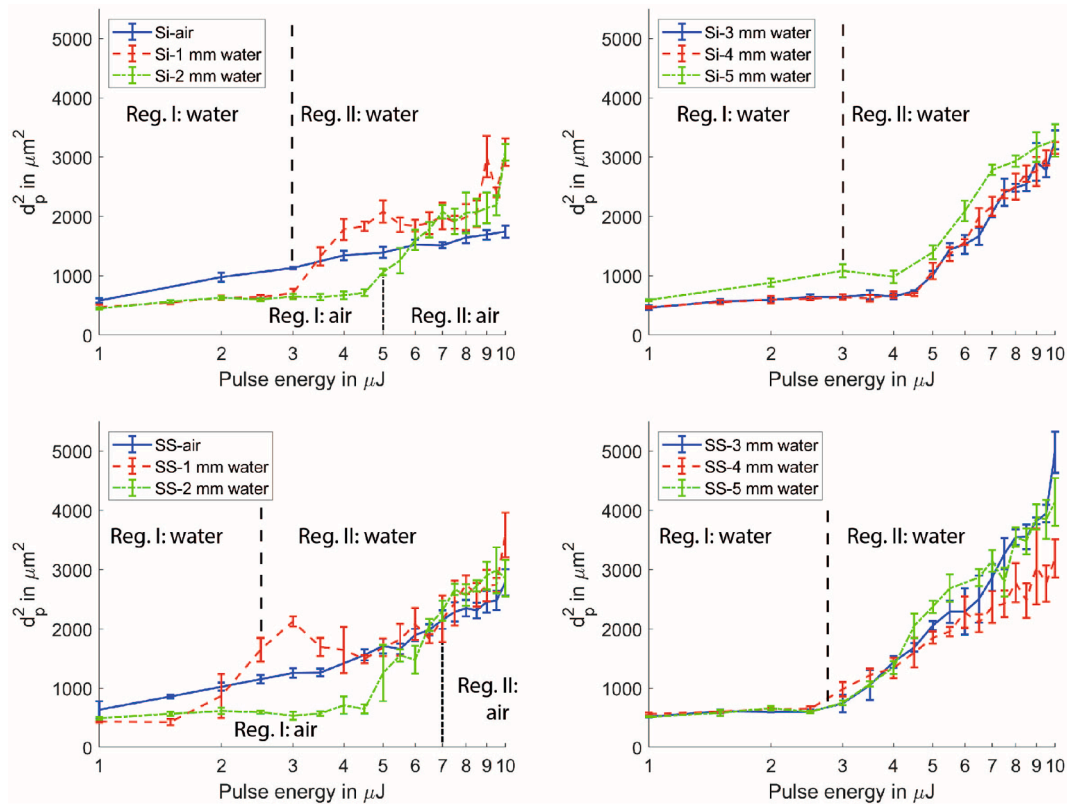 5000
4000
3000
2000
1000
0
d_p^2 in μm^2
Si-air
Si-1 mm water
Si-2 mm water
Reg. I: water
Reg. II: water
Reg. I: air
Reg. II: air
1 2 3 4 5 6 7 8 9 10
Pulse energy in μJ
5000
4000
3000
2000
1000
0
d_p^2 in μm^2
Si-3 mm water
Si-4 mm water
Si-5 mm water
Reg. I: water
Reg. II: water
1 2 3 4 5 6 7 8 9 10
Pulse energy in μJ
5000
4000
3000
2000
1000
0
d_p^2 in μm^2
SS-air
SS-1 mm water
SS-2 mm water
Reg. I: water
Reg. II: water
Reg. I: air
Reg. II:
air
1 2 3 4 5 6 7 8 9 10
Pulse energy in μJ
5000
4000
3000
2000
1000
0
d_p^2 in μm^2
SS-3 mm water
SS-4 mm water
SS-5 mm water
Reg. I: water
Reg. II: water
1 2 3 4 5 6 7 8 9 10
Pulse energy in μJ